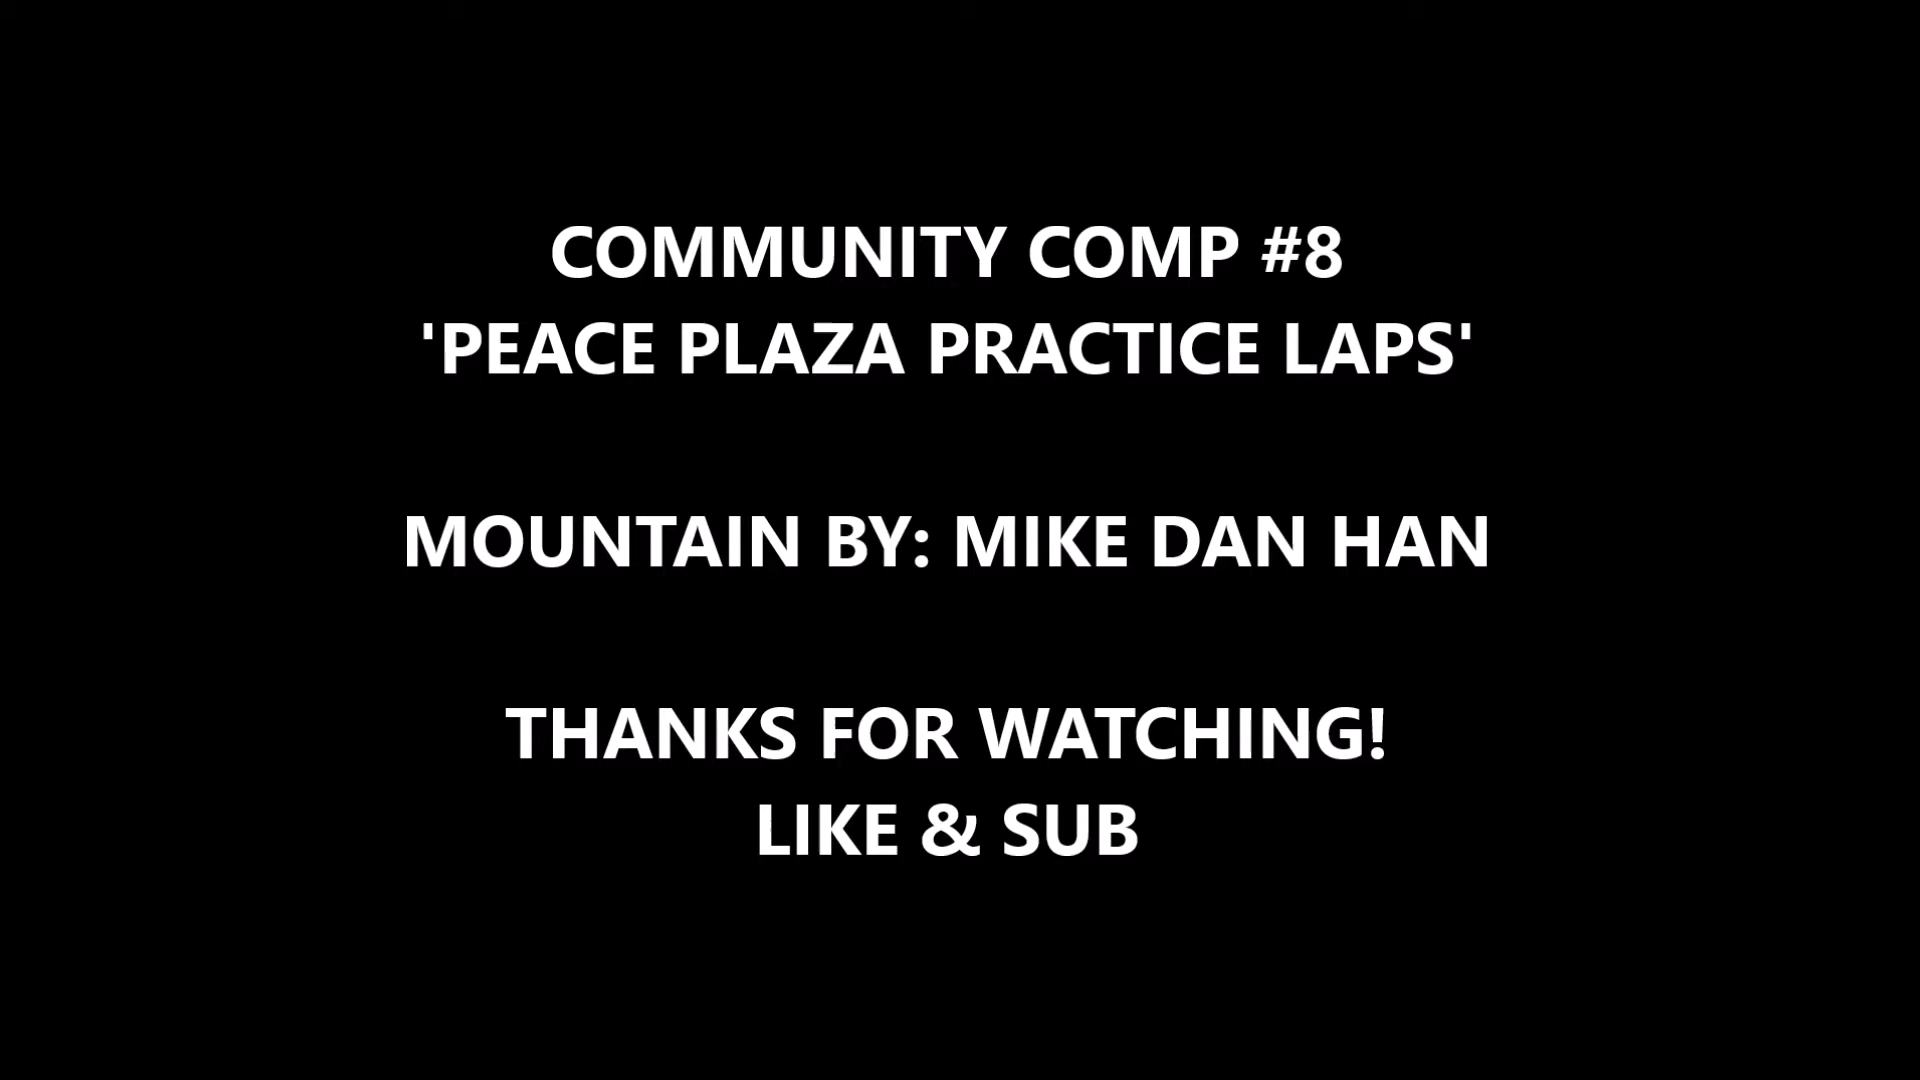 COMMUNITY COMP #8
'PEACE PLAZA PRACTICE LAPS'
MOUNTAIN BY: MIKE DAN HAN
THANKS FOR WATCHING!
LIKE & SUB